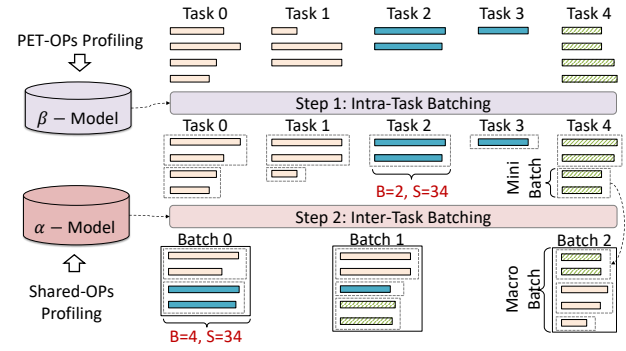 Task 0 Task 1 Task 2 Task 3 Task 4
PET-OPs Profiling
β − Model
Step 1: Intra-Task Batching
Task 0 Task 1 Task 2 Task 3 Task 4
Mini
Batch
B=2, S=34
α − Model
Step 2: Inter-Task Batching
Batch 0 Batch 1 Batch 2
Shared-OPs
Profiling
Macro
Batch
B=4, S=34